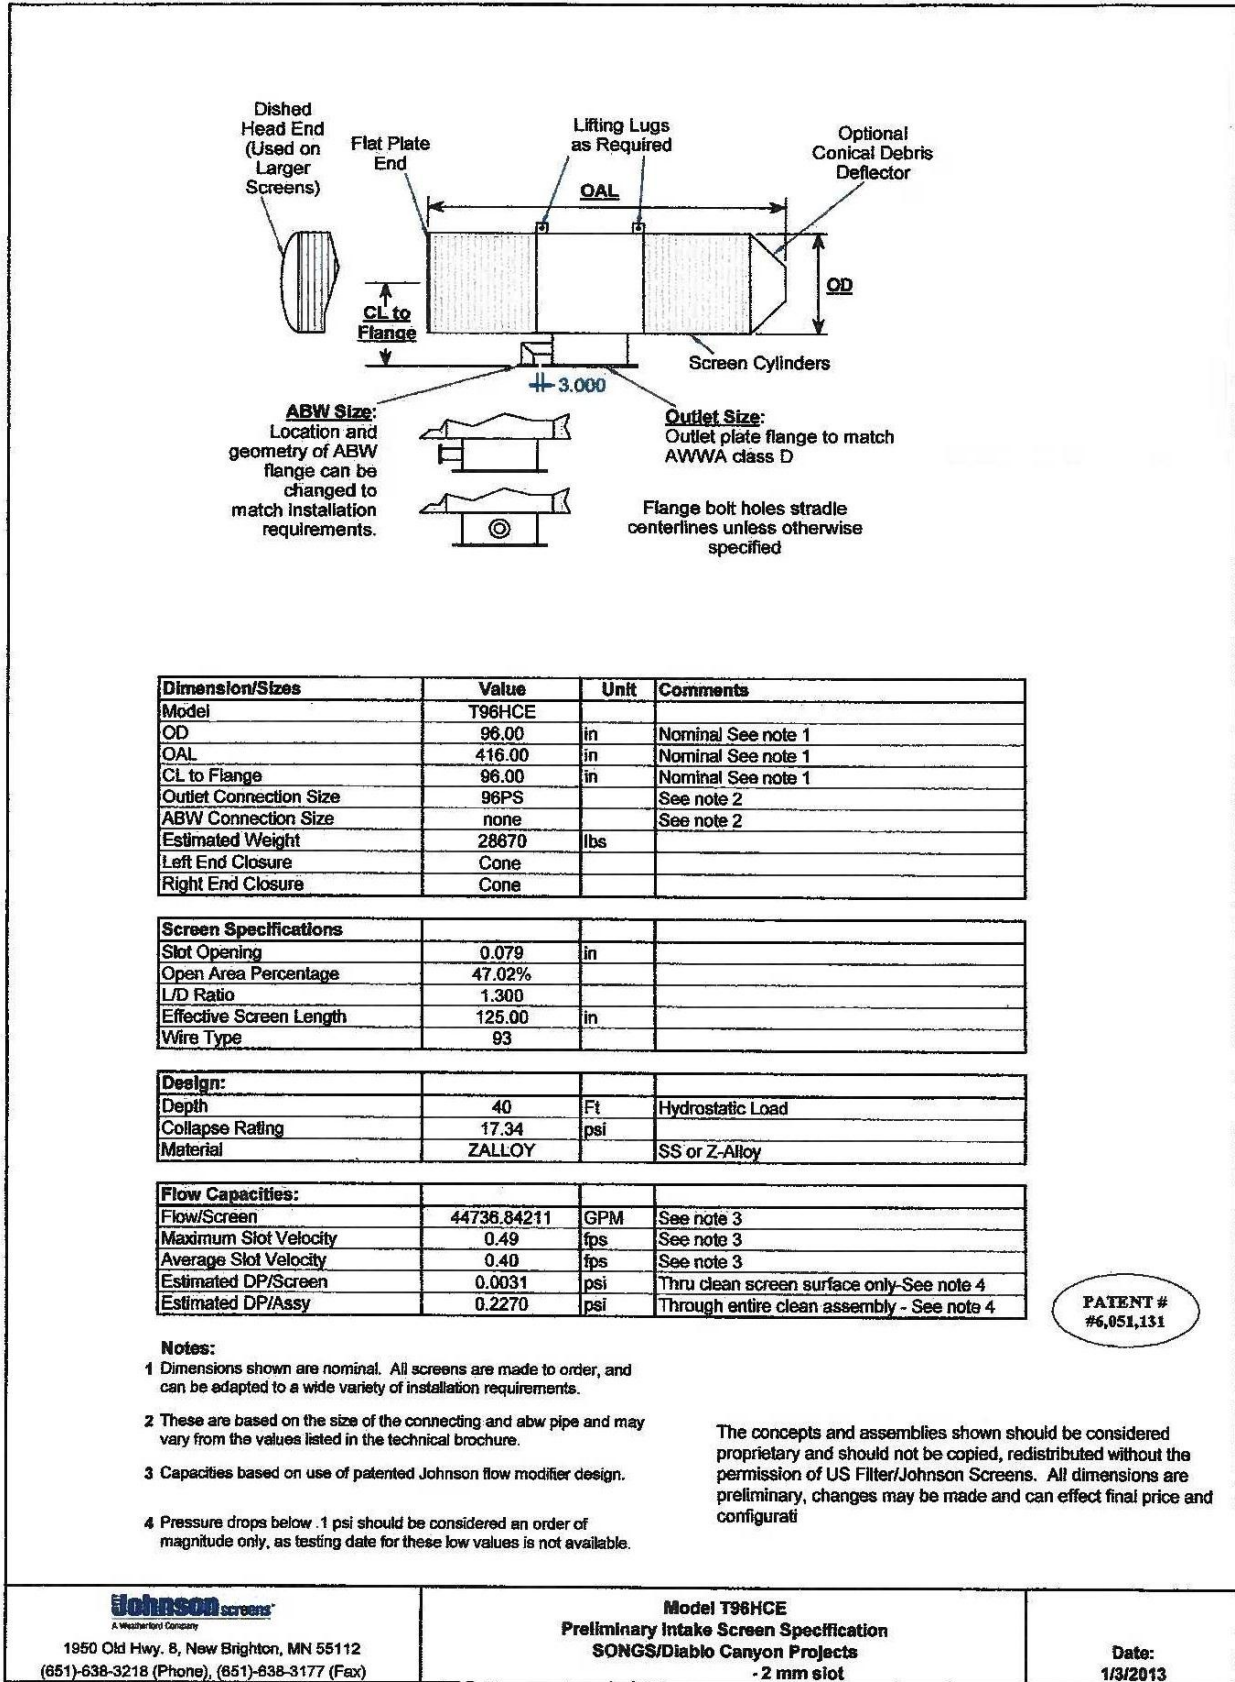 Dished
Head End
(Used on
Larger
Screens)
Flat Plate
End
Lifting Lugs
as Required
Optional
Conical Debris
Deflector
OAL
OD
CL to
Flange
Screen Cylinders
3.000
ABW Size:
Location and
geometry of ABW
flange can be
changed to
match installation
requirements.
Outlet Size:
Outlet plate flange to match
AWWA class D
Flange bolt holes stradle
centerlines unless otherwise
specified
Dimension/Sizes Value Unit Comments
Model T96HCE
OD 96.00 in Nominal See note 1
OAL 416.00 in Nominal See note 1
CL to Flange 96.00 in Nominal See note 1
Outlet Connection Size 96PS See note 2
ABW Connection Size none See note 2
Estimated Weight 28670 lbs
Left End Closure Cone
Right End Closure Cone
Screen Specifications
Slot Opening 0.079 in
Open Area Percentage 47.02%
L/D Ratio 1.300
Effective Screen Length 125.00 in
Wire Type 93
Design:
Depth 40 Ft Hydrostatic Load
Collapse Rating 17.34 psi
Material ZALLOY SS or Z-Alloy
Flow Capacities:
Flow/Screen 44736.84211 GPM See note 3
Maximum Slot Velocity 0.49 fps See note 3
Average Slot Velocity 0.40 fps See note 3
Estimated DP/Screen 0.0031 psi Thru clean screen surface only-See note 4
Estimated DP/Assy 0.2270 psi Through entire clean assembly - See note 4
PATENT #
#6,051,131
Notes:
1 Dimensions shown are nominal. All screens are made to order, and
can be adapted to a wide variety of installation requirements.
2 These are based on the size of the connecting and abw pipe and may
vary from the values listed in the technical brochure.
3 Capacities based on use of patented Johnson flow modifier design.
4 Pressure drops below .1 psi should be considered an order of
magnitude only, as testing date for these low values is not available.
The concepts and assemblies shown should be considered
proprietary and should not be copied, redistributed without the
permission of US Filter/Johnson Screens. All dimensions are
preliminary, changes may be made and can effect final price and
configurati
Johnson screens
A Weatherford Company
1950 Old Hwy. 8, New Brighton, MN 55112
(651)-638-3218 (Phone), (651)-638-3177 (Fax)
Model T96HCE
Preliminary Intake Screen Specification
SONGS/Diablo Canyon Projects
- 2 mm slot
Date:
1/3/2013